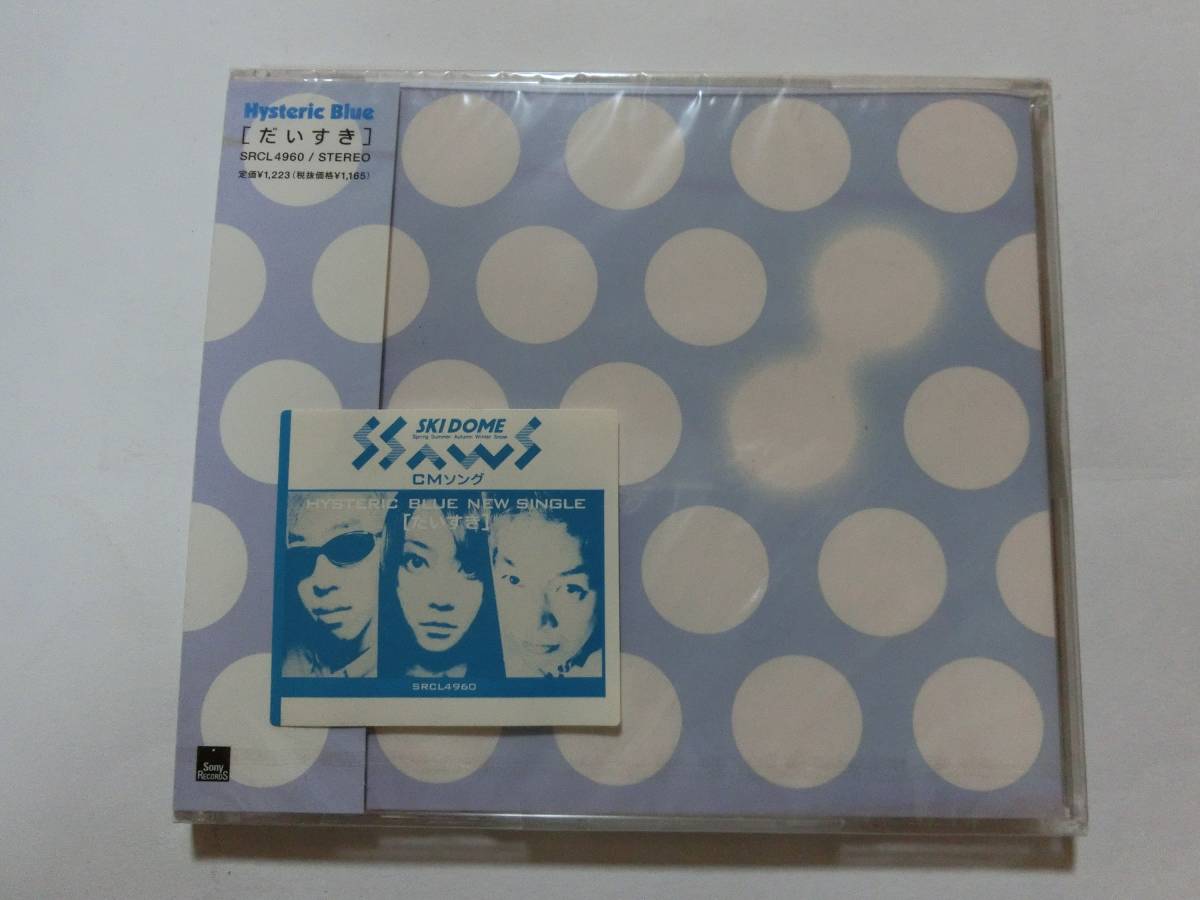 Hysteric Blue
[だいすき]
SRCL4960 / STEREO
定価¥1,223(税抜価格¥1,165)
SKI DOME
Spring Summer Autumn Winter Snow
SSAWS
CMソング
HYSTERIC BLUE NEW SINGLE
[だいすき]
SRCL4960
Sony
RECORDS